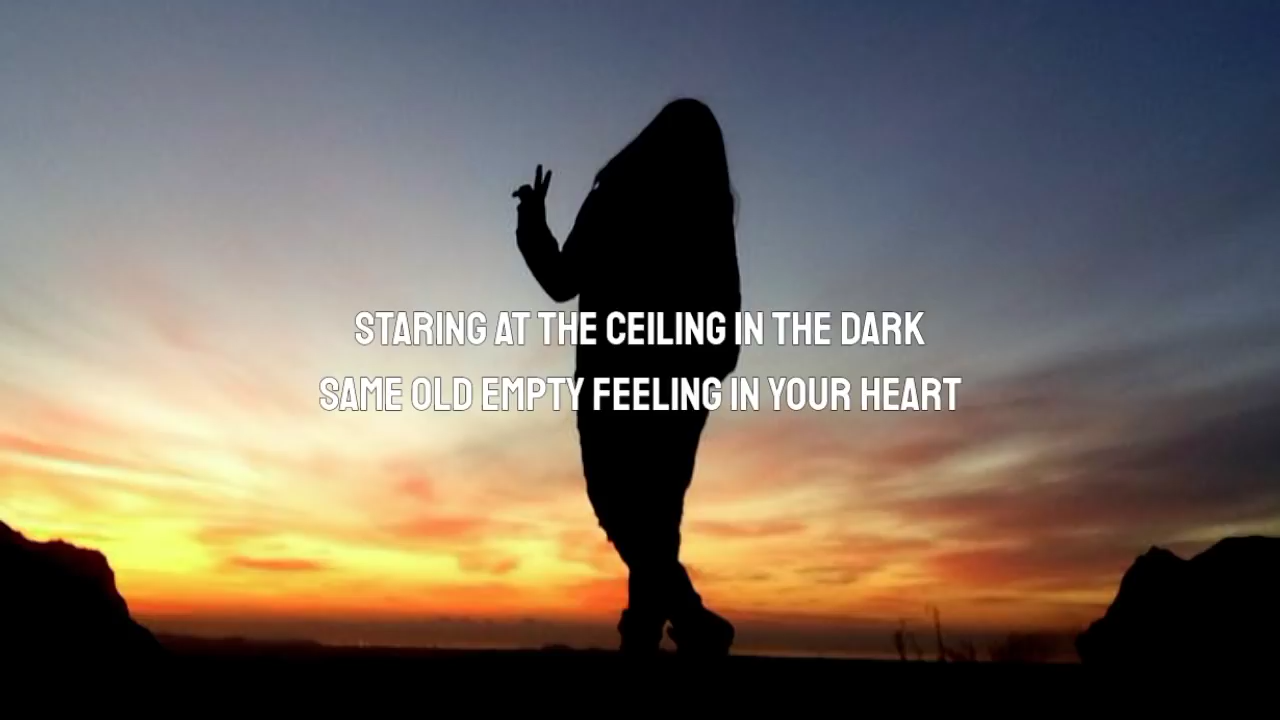 STARING AT THE CEILING IN THE DARK
SAME OLD EMPTY FEELING IN YOUR HEART